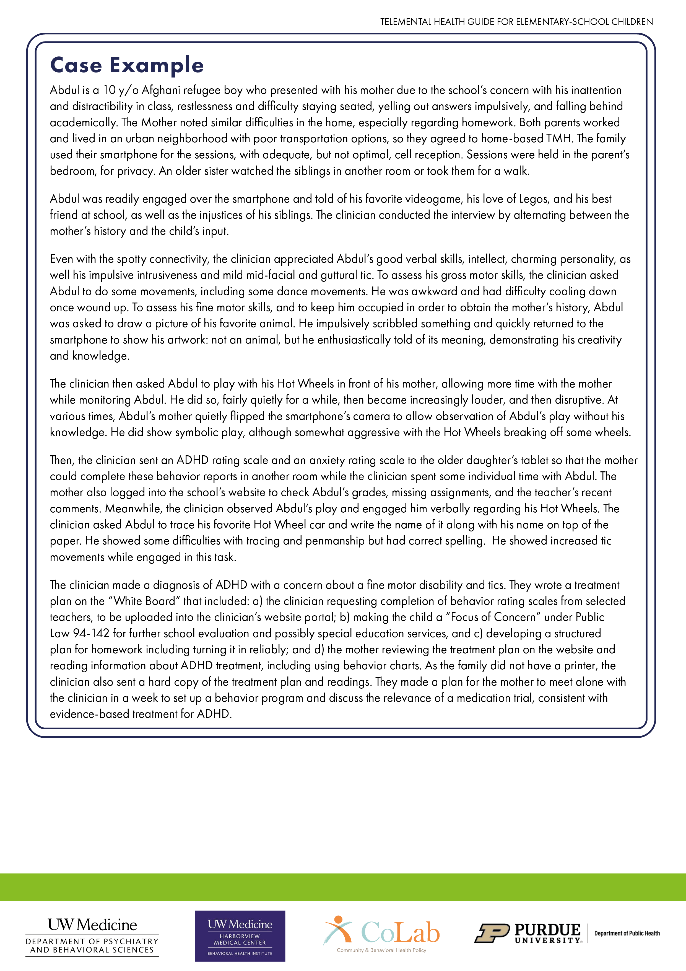 TELEMENTAL HEALTH GUIDE FOR ELEMENTARY-SCHOOL CHILDREN
Case Example
Abdul is a 10 y/o Afghani refugee boy who presented with his mother due to the school's concern with his inattention
and distractibility in class, restlessness and difficulty staying seated, yelling out answers impulsively, and falling behind
academically. The Mother noted similar difficulties in the home, especially regarding homework. Both parents worked
and lived in an urban neighborhood with poor transportation options, so they agreed to home-based TMH. The family
used their smartphone for the sessions, with adequate, but not optimal, cell reception. Sessions were held in the parent's
bedroom, for privacy. An older sister watched the siblings in another room or took them for a walk.
Abdul was readily engaged over the smartphone and told of his favorite videogame, his love of Legos, and his best
friend at school, as well as the injustices of his siblings. The clinician conducted the interview by alternating between the
mother's history and the child's input.
Even with the spotty connectivity, the clinician appreciated Abdul's good verbal skills, intellect, charming personality, as
well his impulsive intrusiveness and mild mid-facial and guttural tic. To assess his gross motor skills, the clinician asked
Abdul to do some movements, including some dance movements. He was awkward and had difficulty cooling down
once wound up. To assess his fine motor skills, and to keep him occupied in order to obtain the mother's history, Abdul
was asked to draw a picture of his favorite animal. He impulsively scribbled something and quickly returned to the
smartphone to show his artwork: not an animal, but he enthusiastically told of its meaning, demonstrating his creativity
and knowledge.
The clinician then asked Abdul to play with his Hot Wheels in front of his mother, allowing more time with the mother
while monitoring Abdul. He did so, fairly quietly for a while, then became increasingly louder, and then disruptive. At
various times, Abdul's mother quietly flipped the smartphone's camera to allow observation of Abdul's play without his
knowledge. He did show symbolic play, although somewhat aggressive with the Hot Wheels breaking off some wheels.
Then, the clinician sent an ADHD rating scale and an anxiety rating scale to the older daughter's tablet so that the mother
could complete these behavior reports in another room while the clinician spent some individual time with Abdul. The
mother also logged into the school's website to check Abdul's grades, missing assignments, and the teacher's recent
comments. Meanwhile, the clinician observed Abdul's play and engaged him verbally regarding his Hot Wheels. The
clinician asked Abdul to trace his favorite Hot Wheel car and write the name of it along with his name on top of the
paper. He showed some difficulties with tracing and penmanship but had correct spelling. He showed increased tic
movements while engaged in this task.
The clinician made a diagnosis of ADHD with a concern about a fine motor disability and tics. They wrote a treatment
plan on the "White Board" that included: a) the clinician requesting completion of behavior rating scales from selected
teachers, to be uploaded into the clinician's website portal; b) making the child a "Focus of Concern" under Public
Law 94-142 for further school evaluation and possibly special education services, and c) developing a structured
plan for homework including turning it in reliably; and d) the mother reviewing the treatment plan on the website and
reading information about ADHD treatment, including using behavior charts. As the family did not have a printer, the
clinician also sent a hard copy of the treatment plan and readings. They made a plan for the mother to meet alone with
the clinician in a week to set up a behavior program and discuss the relevance of a medication trial, consistent with
evidence-based treatment for ADHD.
UW Medicine
DEPARTMENT OF PSYCHIATRY
AND BEHAVIORAL SCIENCES
UW Medicine
HARBORVIEW
MEDICAL CENTER
BEHAVIORAL HEALTH INSTITUTE
CoLab
Community & Behavioral Health Policy
P PURDUE
UNIVERSITY
Department of Public Health